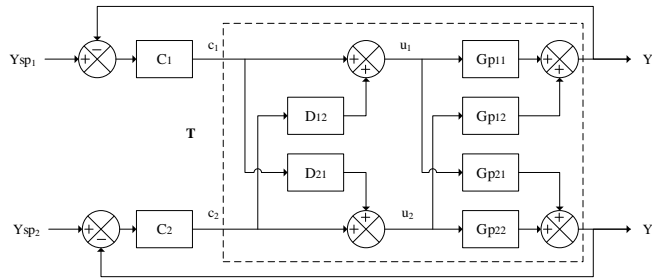 Ysp1 + − C1 c1 + + u1 Gp11 + + Y
D12 Gp12
T
D21 Gp21
Ysp2 + − C2 c2 + + u2 Gp22 + + Y